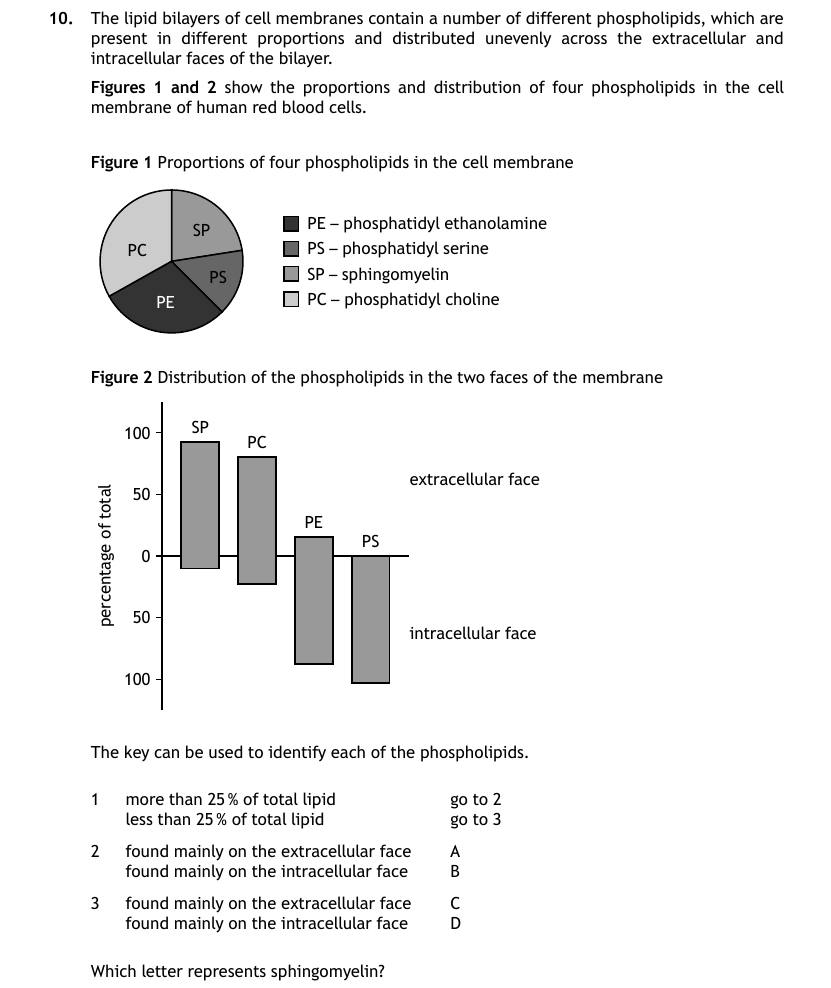 10. The lipid bilayers of cell membranes contain a number of different phospholipids, which are
present in different proportions and distributed unevenly across the extracellular and
intracellular faces of the bilayer.
Figures 1 and 2 show the proportions and distribution of four phospholipids in the cell
membrane of human red blood cells.
Figure 1 Proportions of four phospholipids in the cell membrane
SP
PC
PS
PE
PE – phosphatidyl ethanolamine
PS – phosphatidyl serine
SP – sphingomyelin
PC – phosphatidyl choline
Figure 2 Distribution of the phospholipids in the two faces of the membrane
percentage of total
100
50
0
50
100
SP
PC
PE
PS
extracellular face
intracellular face
The key can be used to identify each of the phospholipids.
1 more than 25 % of total lipid go to 2
less than 25 % of total lipid go to 3
2 found mainly on the extracellular face A
found mainly on the intracellular face B
3 found mainly on the extracellular face C
found mainly on the intracellular face D
Which letter represents sphingomyelin?